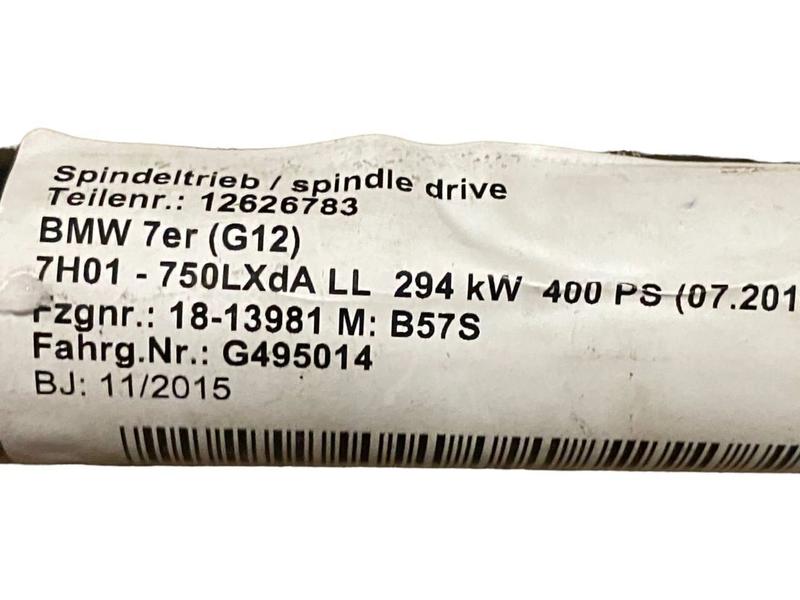 Spindeltrieb / spindle drive
Teilenr.: 12626783
BMW 7er (G12)
7H01 - 750LXdA LL 294 kW 400 PS (07.201
Fzgnr.: 18-13981 M: B57S
Fahrg.Nr.: G495014
BJ: 11/2015